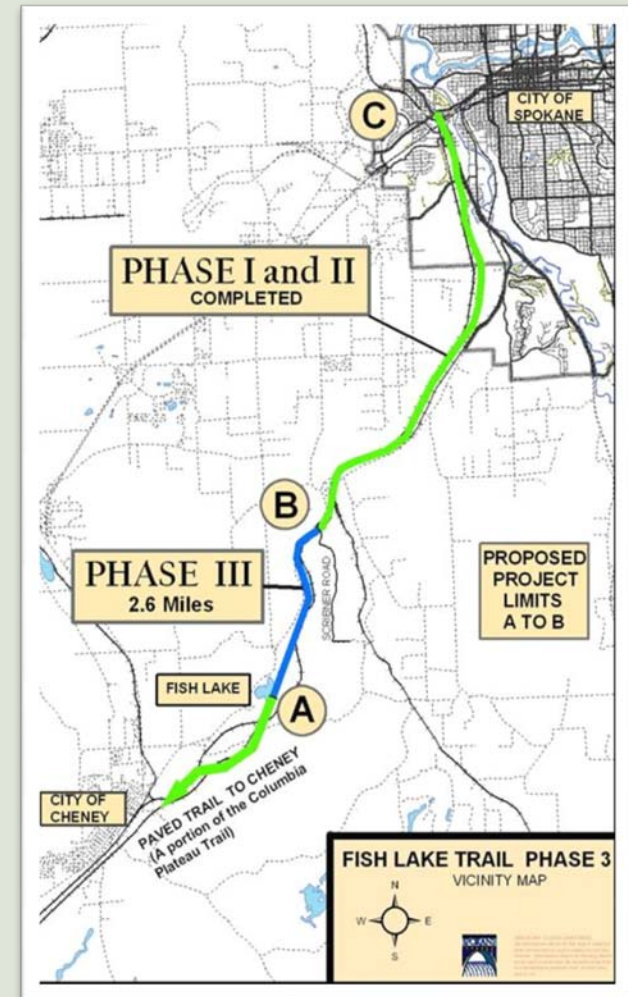 CITY OF
SPOKANE
C
PHASE I and II
COMPLETED
B
PHASE III
2.6 Miles
SCRIBNER ROAD
PROPOSED
PROJECT
LIMITS
A TO B
FISH LAKE
A
CITY OF
CHENEY
PAVED TRAIL TO CHENEY
(A portion of the Columbia
Plateau Trail)
FISH LAKE TRAIL PHASE 3
VICINITY MAP
N
W
E
S
SPOKANE